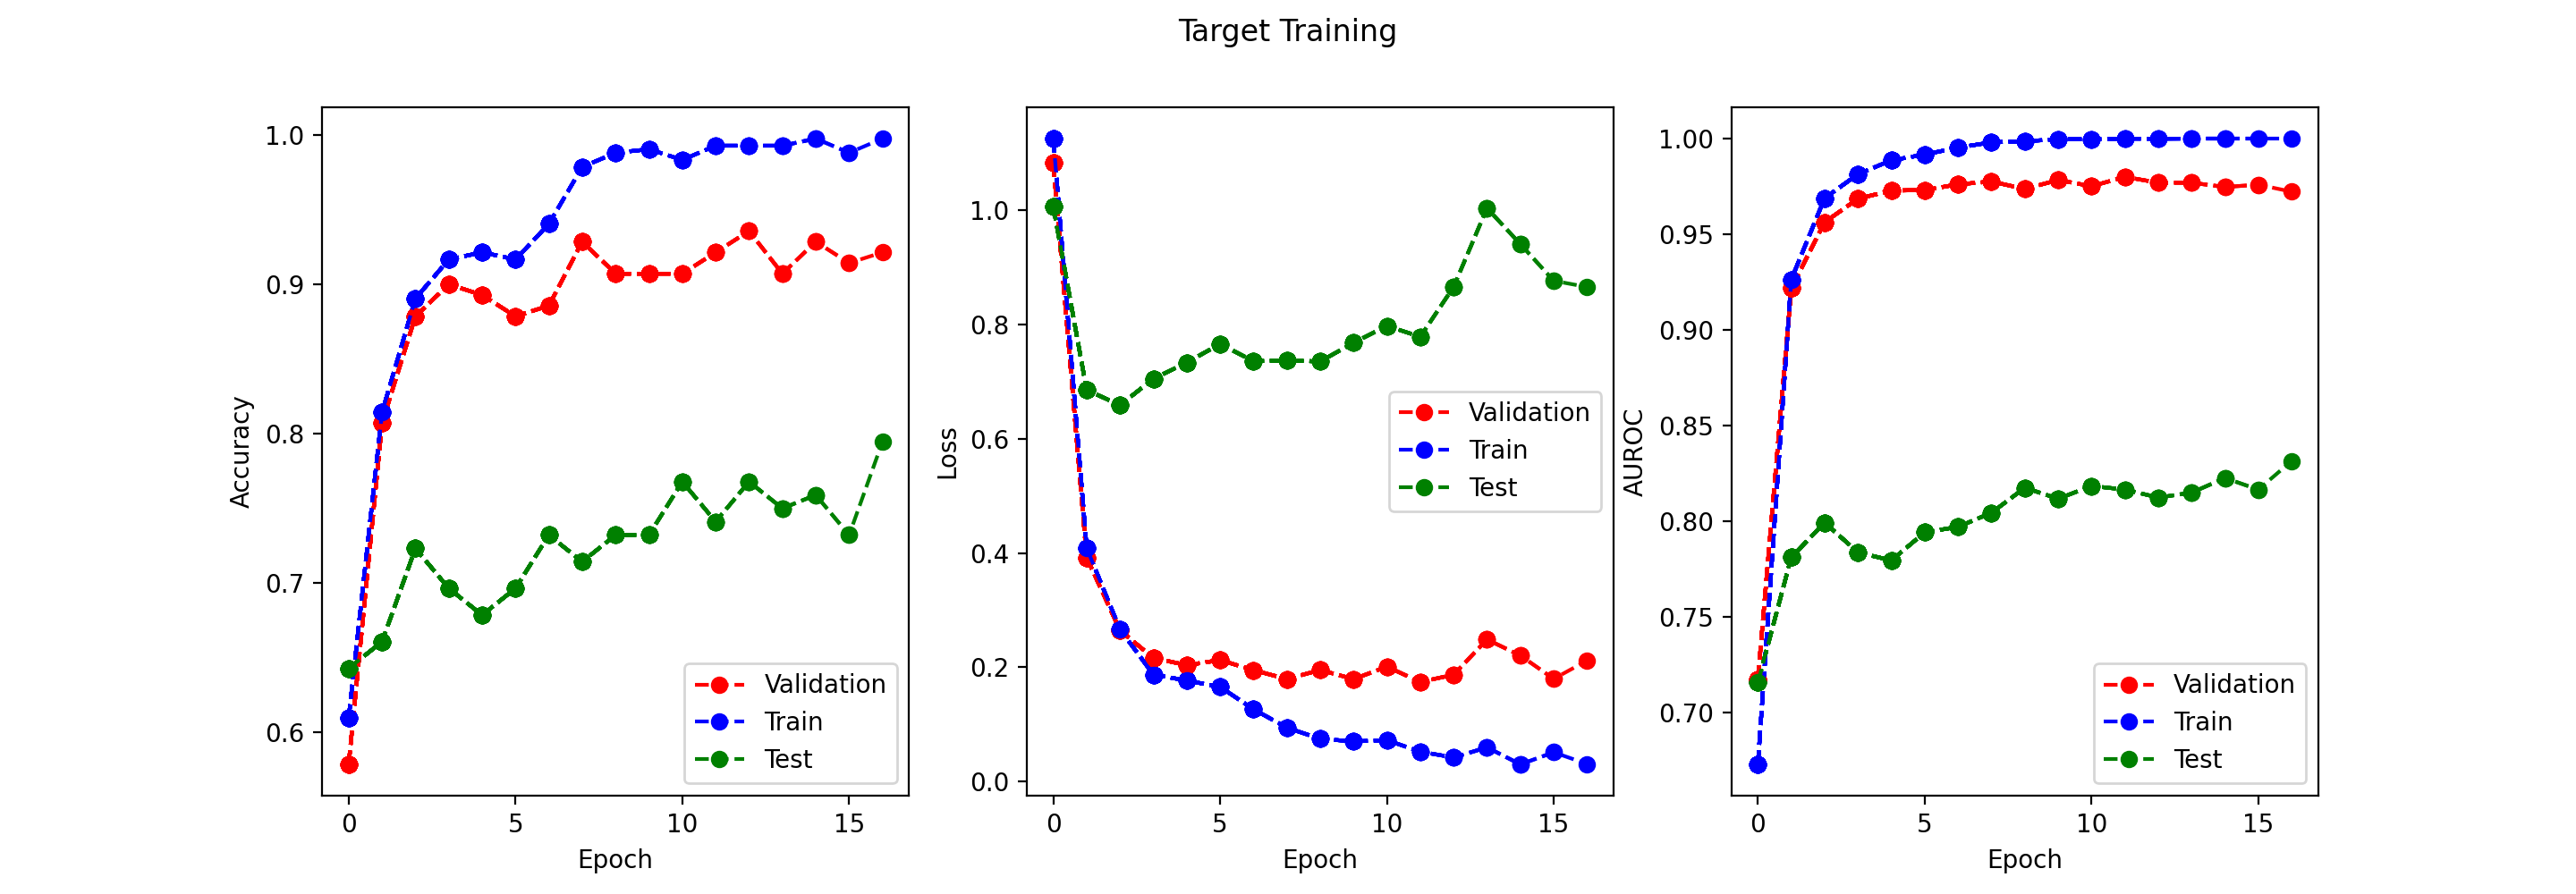 Target Training
Accuracy
1.0
0.9
0.8
0.7
0.6
0
5
10
15
Epoch
Validation
Train
Test
Loss
1.0
0.8
0.6
0.4
0.2
0.0
0
5
10
15
Epoch
Validation
Train
Test
AUROC
1.00
0.95
0.90
0.85
0.80
0.75
0.70
0
5
10
15
Epoch
Validation
Train
Test